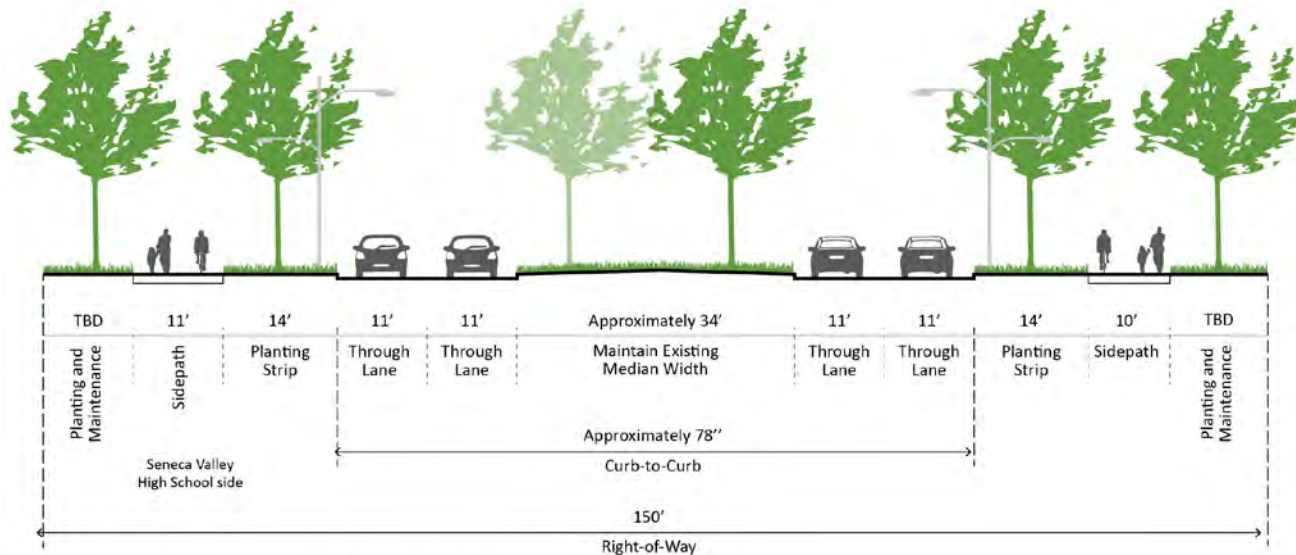 TBD 11' 14' 11' 11' Approximately 34' 11' 11' 14' 10' TBD
Planting and
Maintenance
Sidepath
Planting
Strip
Through
Lane
Through
Lane
Maintain Existing
Median Width
Through
Lane
Through
Lane
Planting
Strip
Sidepath
Planting and
Maintenance
Approximately 78''
Curb-to-Curb
Seneca Valley
High School side
150'
Right-of-Way